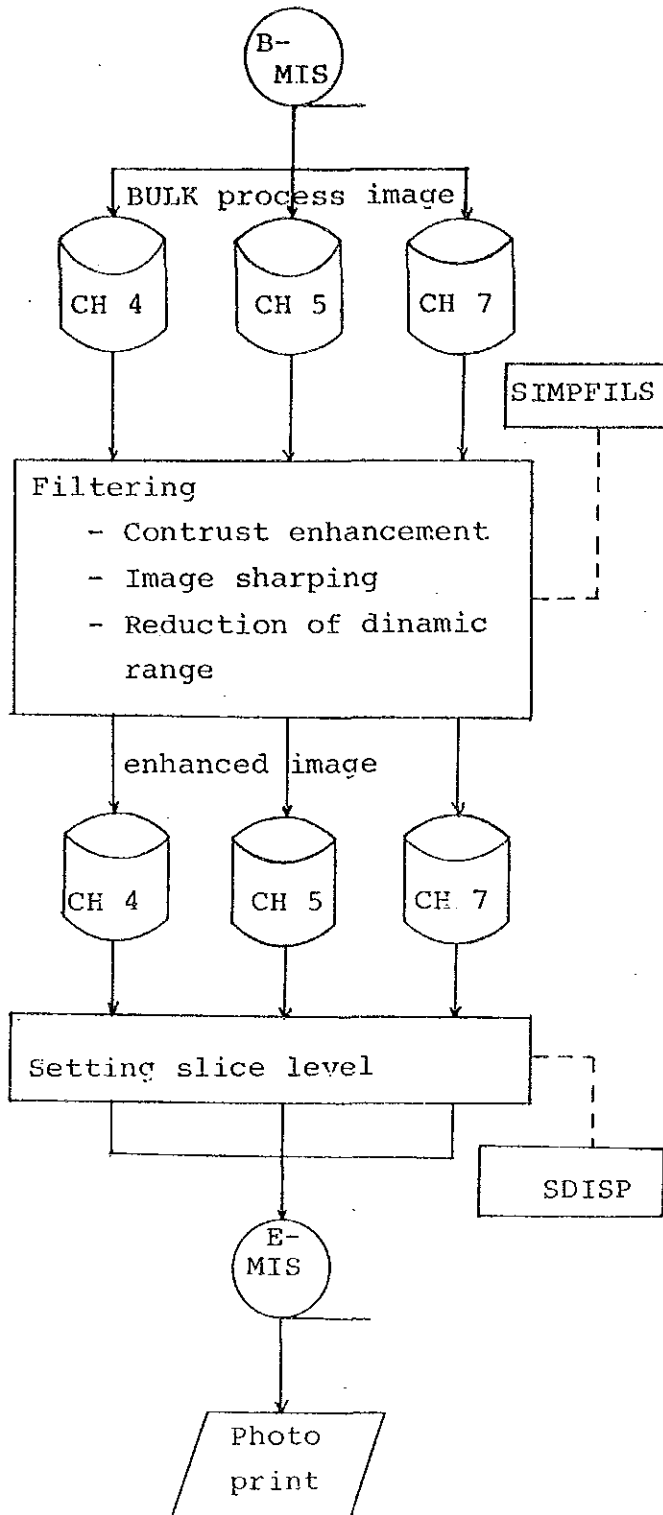 B-
MIS
BULK process image
CH 4
CH 5
CH 7
SIMPFILS
Filtering
- Contrust enhancement
- Image sharping
- Reduction of dinamic
range
enhanced image
CH 4
CH 5
CH 7
Setting slice level
SDISP
E-
MIS
Photo
print